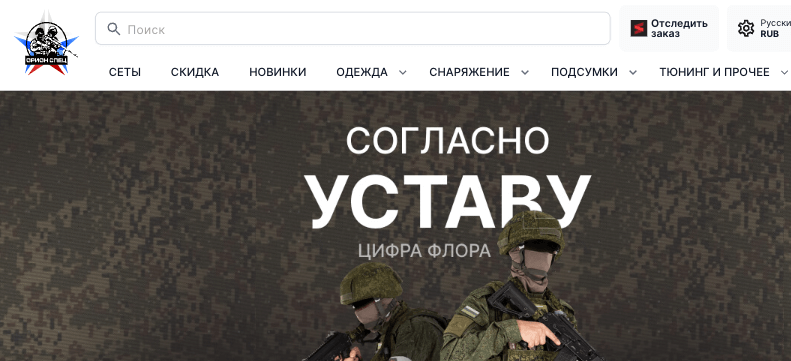 ОРИОН СПЕЦ
Поиск
Отследить
заказ
Русски
RUB
СЕТЫ СКИДКА НОВИНКИ ОДЕЖДА СНАРЯЖЕНИЕ ПОДСУМКИ ТЮНИНГ И ПРОЧЕЕ
СОГЛАСНО
УСТАВУ
ЦИФРА ФЛОРА